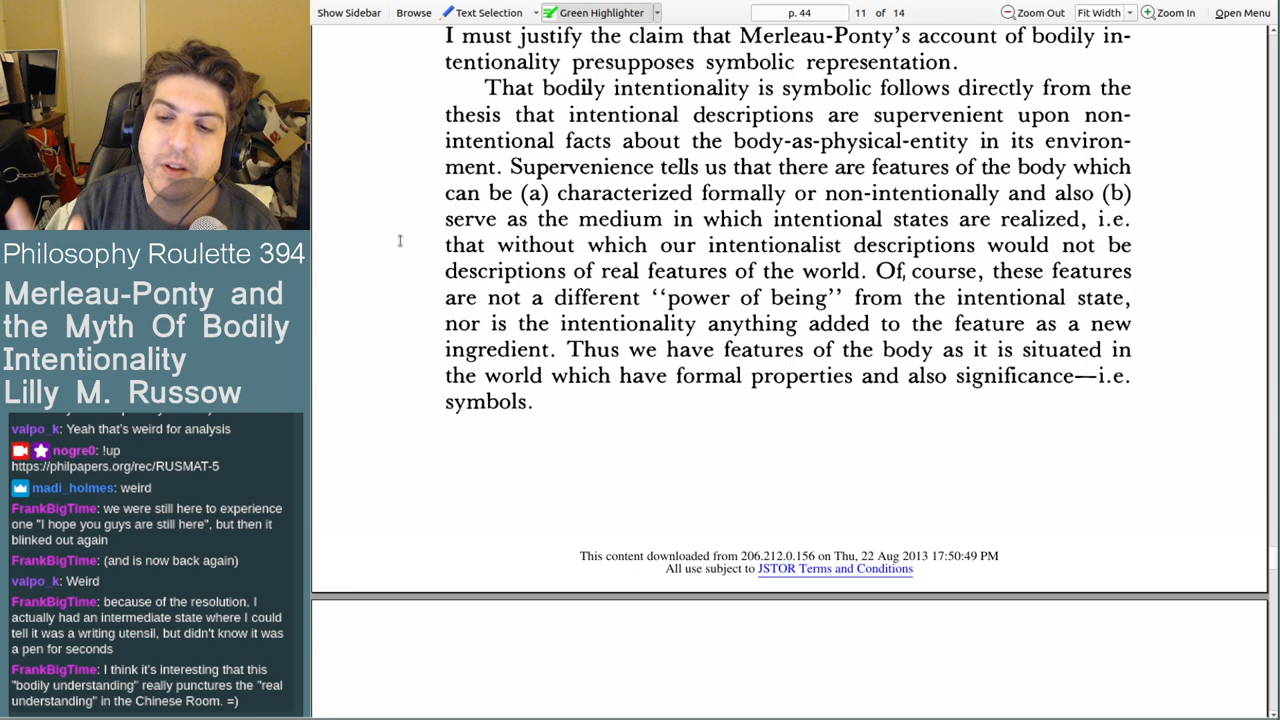 Show Sidebar Browse Text Selection Green Highlighter p. 44 11 of 14 Zoom Out Fit Width Zoom In Open Menu
I must justify the claim that Merleau-Ponty's account of bodily in-
tentionality presupposes symbolic representation.
That bodily intentionality is symbolic follows directly from the
thesis that intentional descriptions are supervenient upon non-
intentional facts about the body-as-physical-entity in its environ-
ment. Supervenience tells us that there are features of the body which
can be (a) characterized formally or non-intentionally and also (b)
serve as the medium in which intentional states are realized, i.e.
that without which our intentionalist descriptions would not be
descriptions of real features of the world. Of, course, these features
are not a different "power of being" from the intentional state,
nor is the intentionality anything added to the feature as a new
ingredient. Thus we have features of the body as it is situated in
the world which have formal properties and also significance—i.e.
symbols.
This content downloaded from 206.212.0.156 on Thu, 22 Aug 2013 17:50:49 PM
All use subject to JSTOR Terms and Conditions
Philosophy Roulette 394
Merleau-Ponty and
the Myth Of Bodily
Intentionality
Lilly M. Russow
valpo_k: Yeah that's weird for analysis
nogre0: !up
https://philpapers.org/rec/RUSMAT-5
madi_holmes: weird
FrankBigTime: we were still here to experience
one "I hope you guys are still here", but then it
blinked out again
FrankBigTime: (and is now back again)
valpo_k: Weird
FrankBigTime: because of the resolution, I
actually had an intermediate state where I could
tell it was a writing utensil, but didn't know it was
a pen for seconds
FrankBigTime: I think it's interesting that this
"bodily understanding" really punctures the "real
understanding" in the Chinese Room. =)